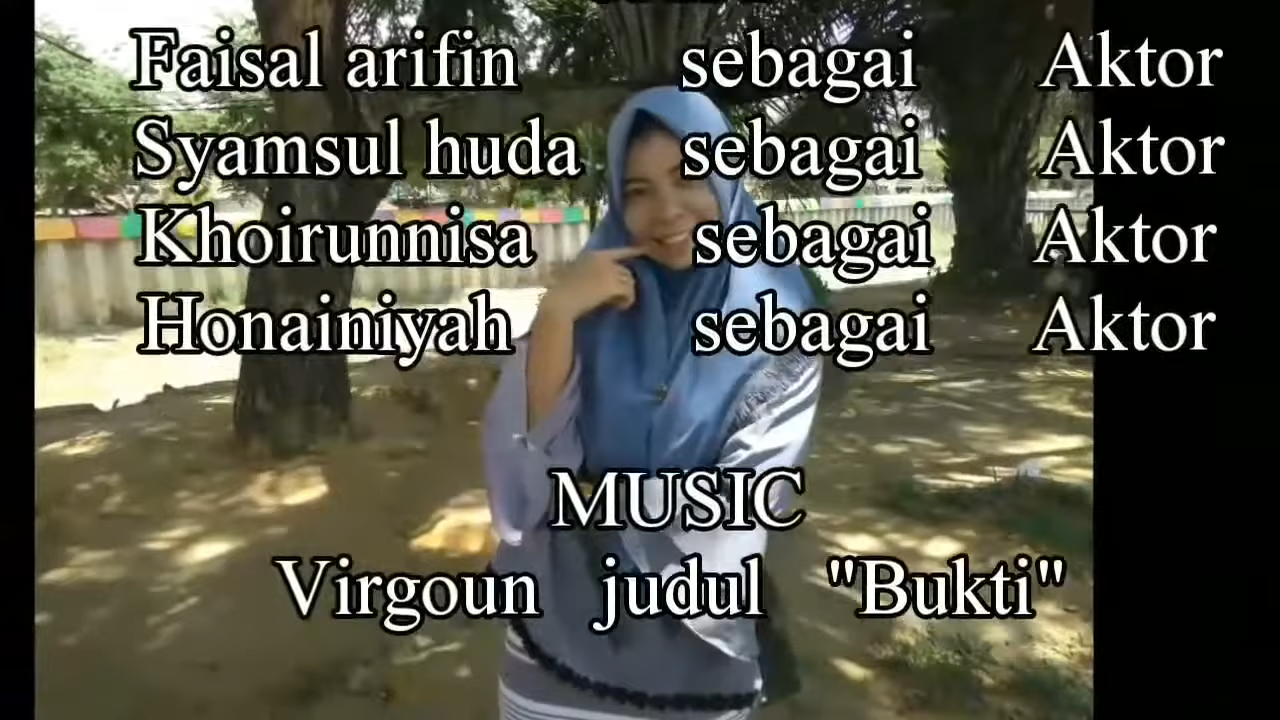 Faisal arifin sebagai Aktor
Syamsul huda sebagai Aktor
Khoirunnisa sebagai Aktor
Honainiyah sebagai Aktor
MUSIC
Virgoun judul "Bukti"